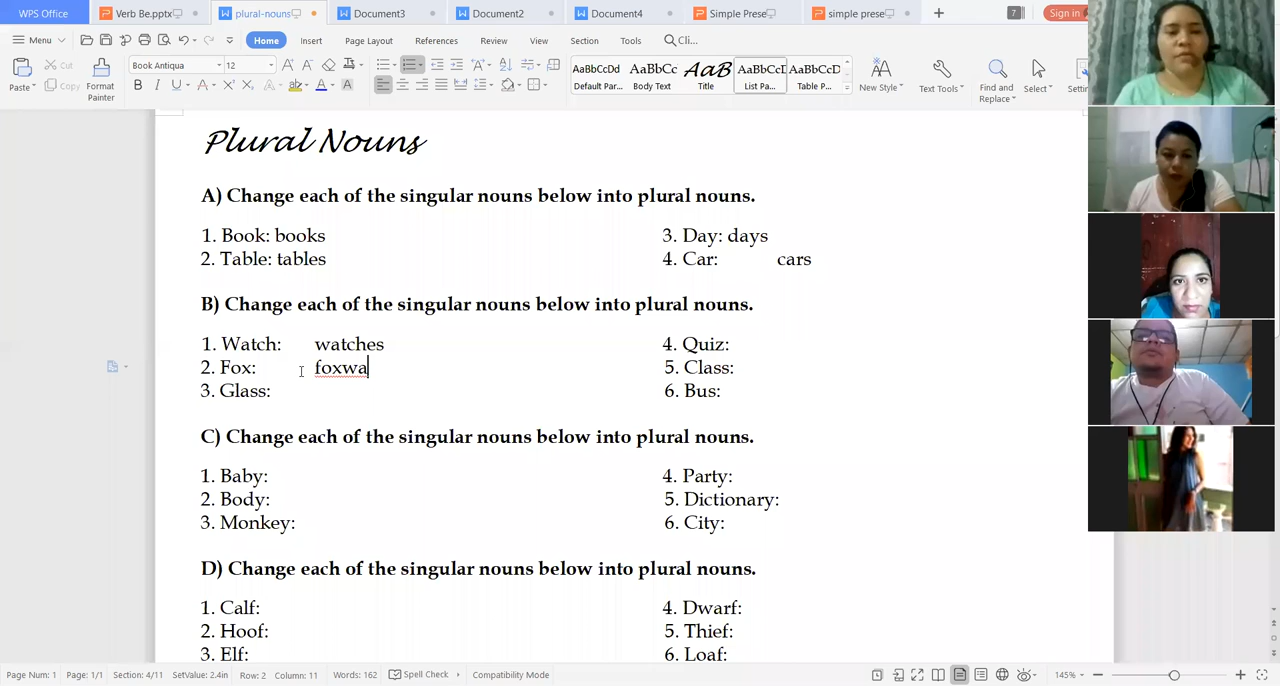 WPS Office
Verb Be.pptx
plural-nouns
Document3
Document2
Document4
Simple Prese
simple prese
7
Sign in
Menu
Home
Insert
Page Layout
References
Review
View
Section
Tools
Cli...
Paste
Cut
Copy
Format Painter
Book Antiqua
12
AaBbCcDd
Default Par...
AaBbCc
Body Text
AaB
Title
AaBbCcD
List Pa...
AaBbCcD
Table P...
New Style
Text Tools
Find and Replace
Select
Plural Nouns
A) Change each of the singular nouns below into plural nouns.
1. Book: books
2. Table: tables
3. Day: days
4. Car: cars
B) Change each of the singular nouns below into plural nouns.
1. Watch: watches
2. Fox: foxwa
3. Glass:
4. Quiz:
5. Class:
6. Bus:
C) Change each of the singular nouns below into plural nouns.
1. Baby:
2. Body:
3. Monkey:
4. Party:
5. Dictionary:
6. City:
D) Change each of the singular nouns below into plural nouns.
1. Calf:
2. Hoof:
3. Elf:
4. Dwarf:
5. Thief:
6. Loaf:
Page Num: 1
Page: 1/1
Section: 4/11
SetValue: 2.4in
Row: 2
Column: 11
Words: 162
Spell Check
Compatibility Mode
145%